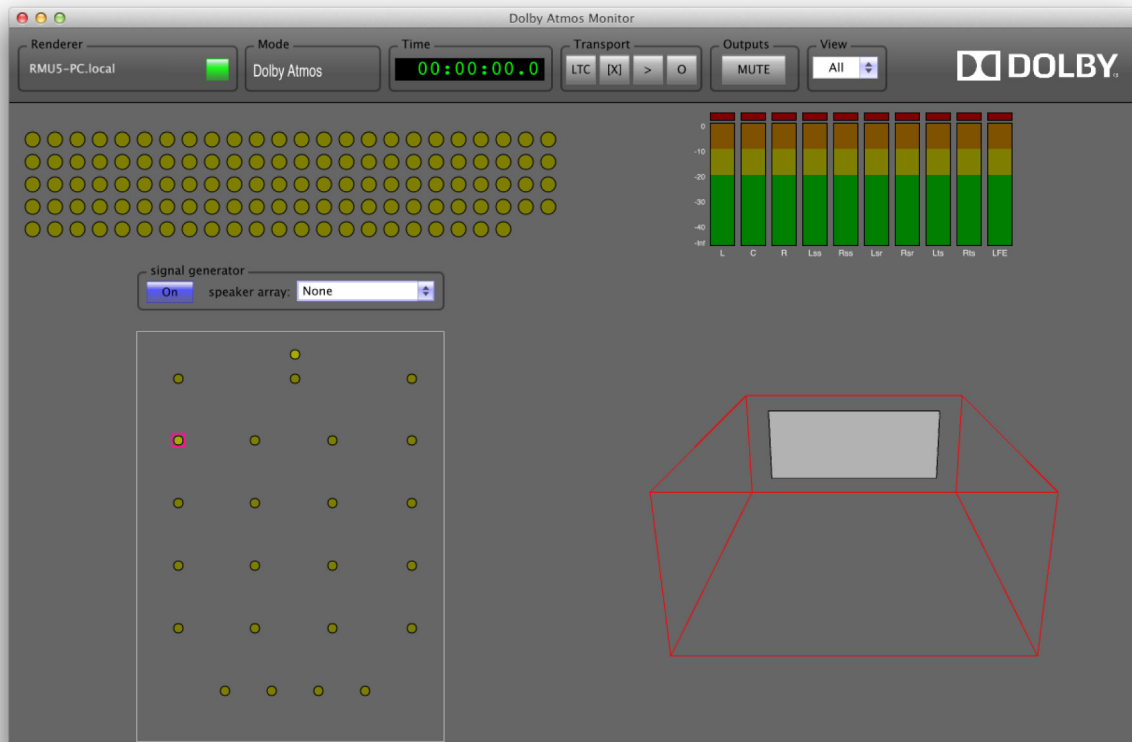 Dolby Atmos Monitor
Renderer
RMU5-PC.local
Mode
Dolby Atmos
Time
00:00:00.0
Transport
LTC [X] > O
Outputs
MUTE
View
All
DOLBY
0
-10
-20
-30
-40
-Inf
L C R Lss Rss Lsr Rsr Lts Rts LFE
signal generator
On speaker array: None